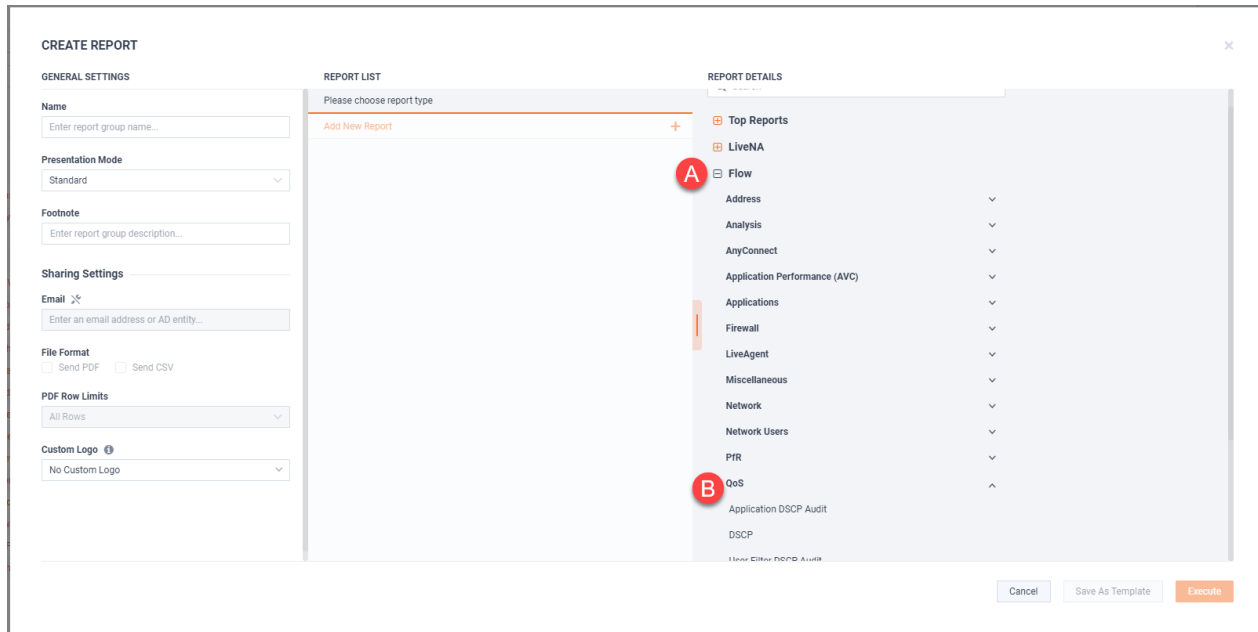 CREATE REPORT
GENERAL SETTINGS
Name
Enter report group name...
Presentation Mode
Standard
Footnote
Enter report group description...
Sharing Settings
Email
Enter an email address or AD entity...
File Format
Send PDF Send CSV
PDF Row Limits
All Rows
Custom Logo
No Custom Logo
REPORT LIST
Please choose report type
Add New Report
REPORT DETAILS
Top Reports
LiveNA
A Flow
Address
Analysis
AnyConnect
Application Performance (AVC)
Applications
Firewall
LiveAgent
Miscellaneous
Network
Network Users
PfR
B QoS
Application DSCP Audit
DSCP
User Filter DSCP Audit
Cancel Save As Template Execute